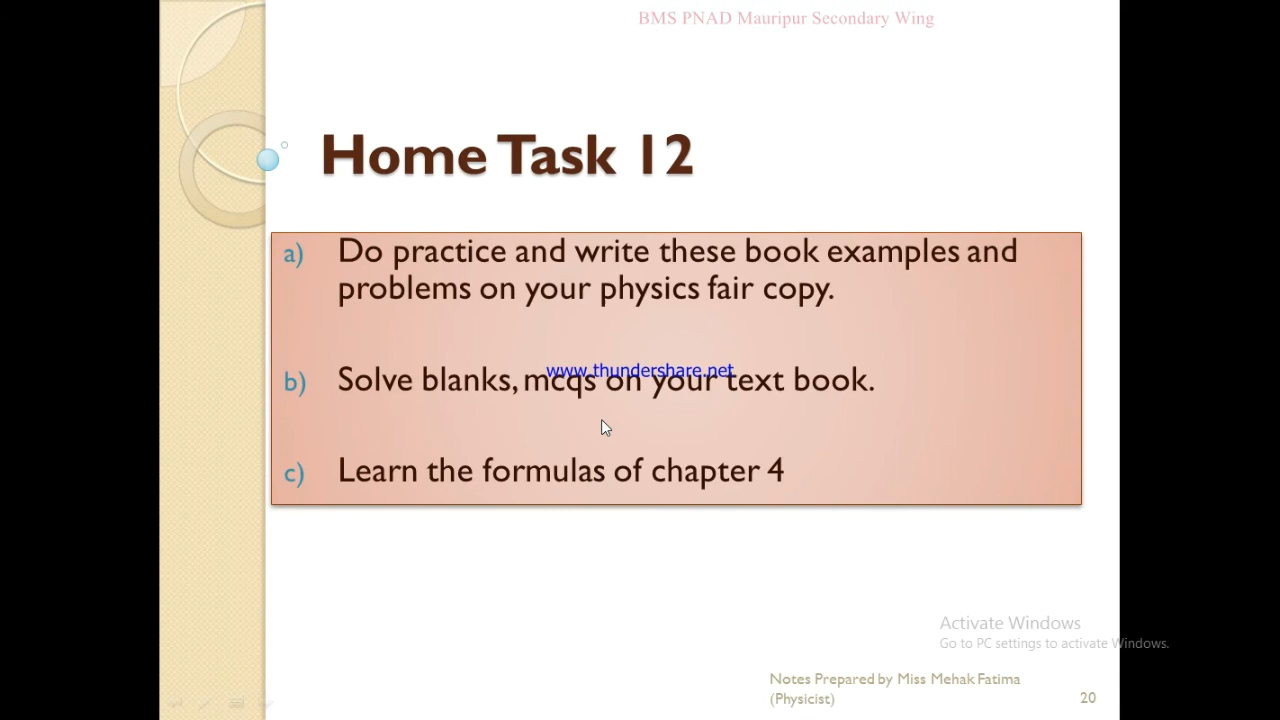 BMS PNAD Mauripur Secondary Wing
Home Task 12
a) Do practice and write these book examples and
problems on your physics fair copy.
www.thundershare.net
b) Solve blanks, mcqs on your text book.
c) Learn the formulas of chapter 4
Activate Windows
Go to PC settings to activate Windows.
Notes Prepared by Miss Mehak Fatima
(Physicist)
20